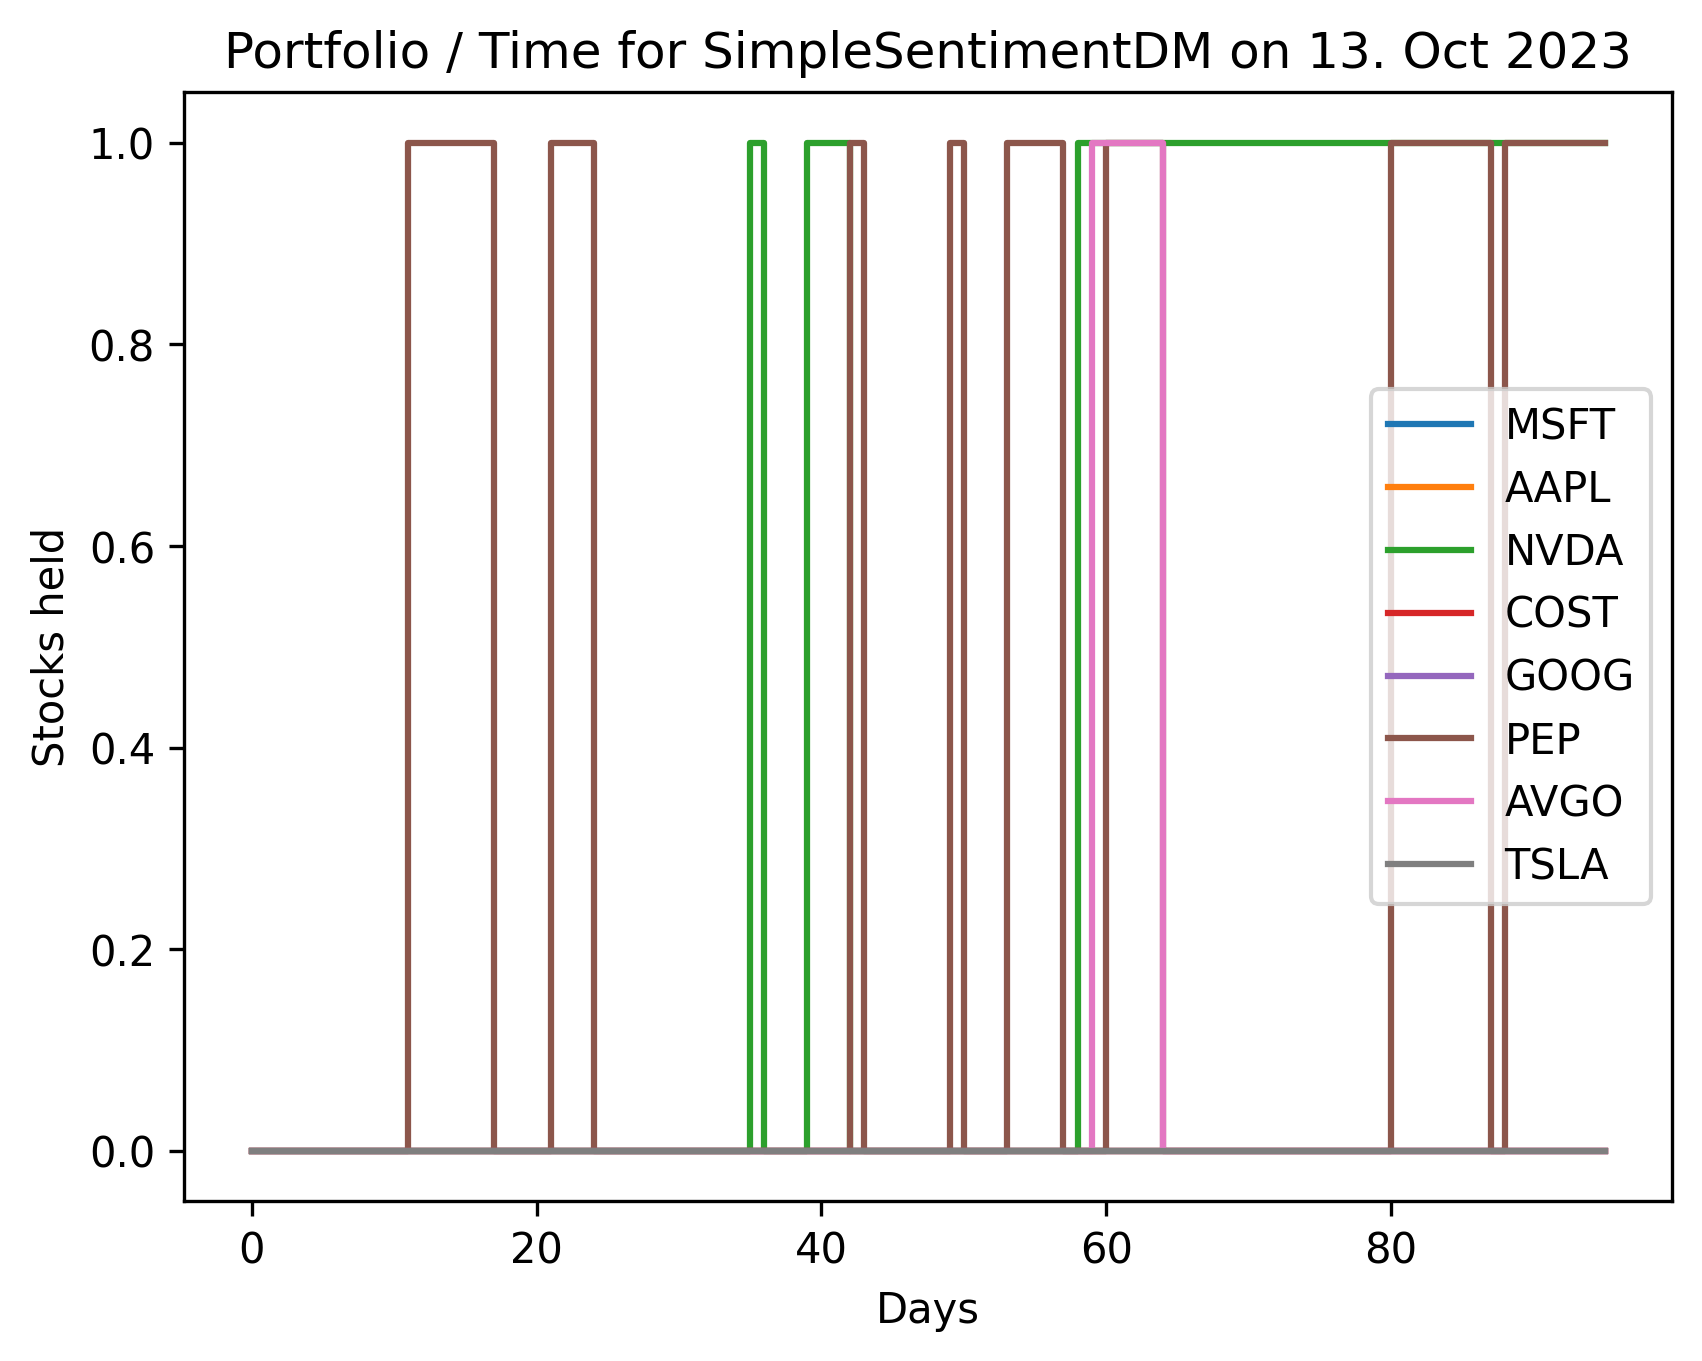 Portfolio / Time for SimpleSentimentDM on 13. Oct 2023
Stocks held
1.0
0.8
0.6
0.4
0.2
0.0
MSFT
AAPL
NVDA
COST
GOOG
PEP
AVGO
TSLA
0 20 40 60 80
Days